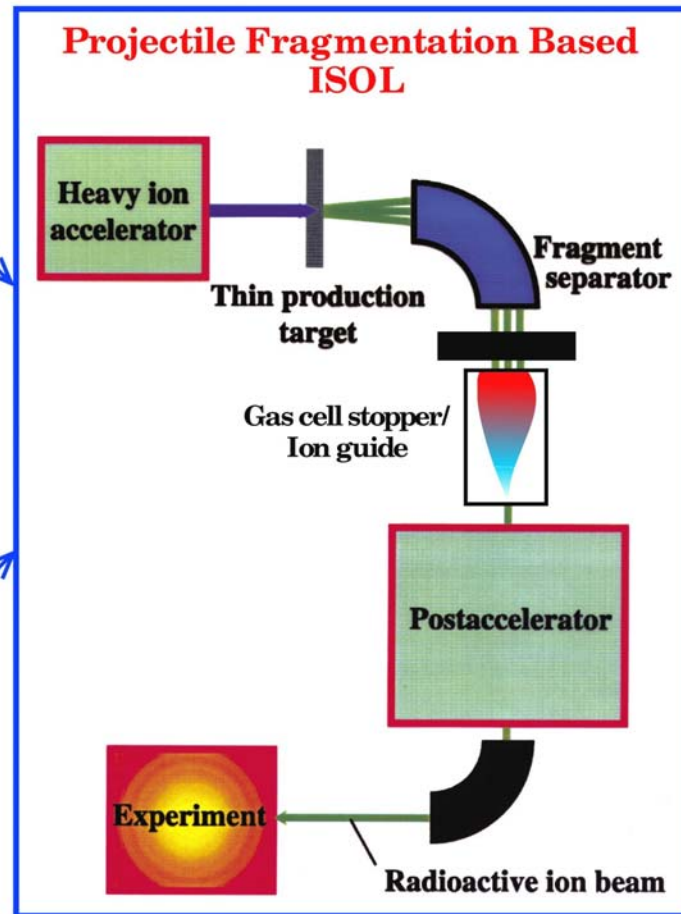 Projectile Fragmentation Based
ISOL
Heavy ion
accelerator
Thin production
target
Fragment
separator
Gas cell stopper/
Ion guide
Postaccelerator
Experiment
Radioactive ion beam